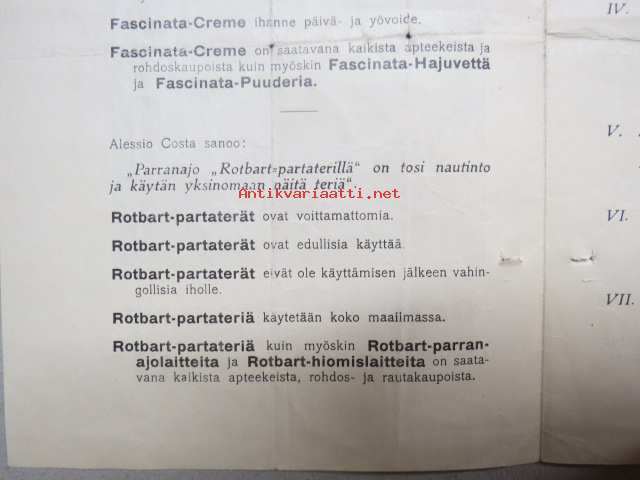 Fascinata-Creme ihanne päivä- ja yövoide.
Fascinata-Creme on saatavana kaikista apteekeista ja
rohdoskaupoista kuin myöskin Fascinata-Hajuvettä
ja Fascinata-Puuderia.
Alessio Costa sanoo:
„Parranajo „Rotbart-partaterillä“ on tosi nautinto
ja käytän yksinomaan näitä teriä“.
Antikvariaatti.net
Rotbart-partaterät ovat voittamattomia.
Rotbart-partaterät ovat edullisia käyttää.
Rotbart-partaterät eivät ole käyttämisen jälkeen vahin-
gollisia iholle.
Rotbart-partateriä käytetään koko maailmassa.
Rotbart-partateriä kuin myöskin Rotbart-parran-
ajolaitteita ja Rotbart-hiomislaitteita on saata-
vana kaikista apteekeista, rohdos- ja rautakaupoista.
IV.
V.
VI.
VII.